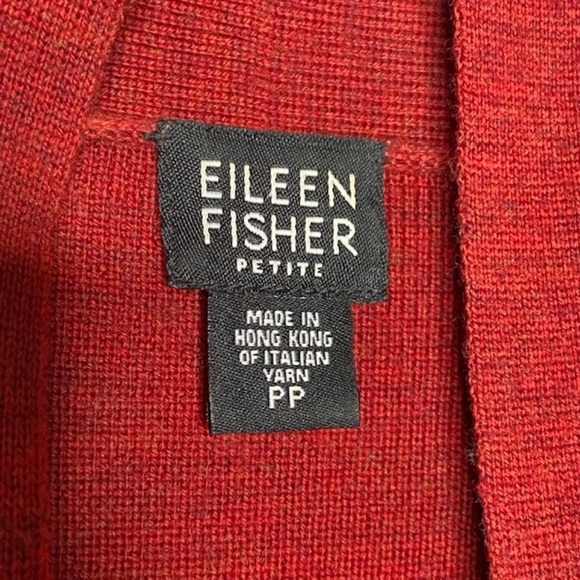 EILEEN
FISHER
PETITE
MADE IN
HONG KONG
OF ITALIAN
YARN
PP